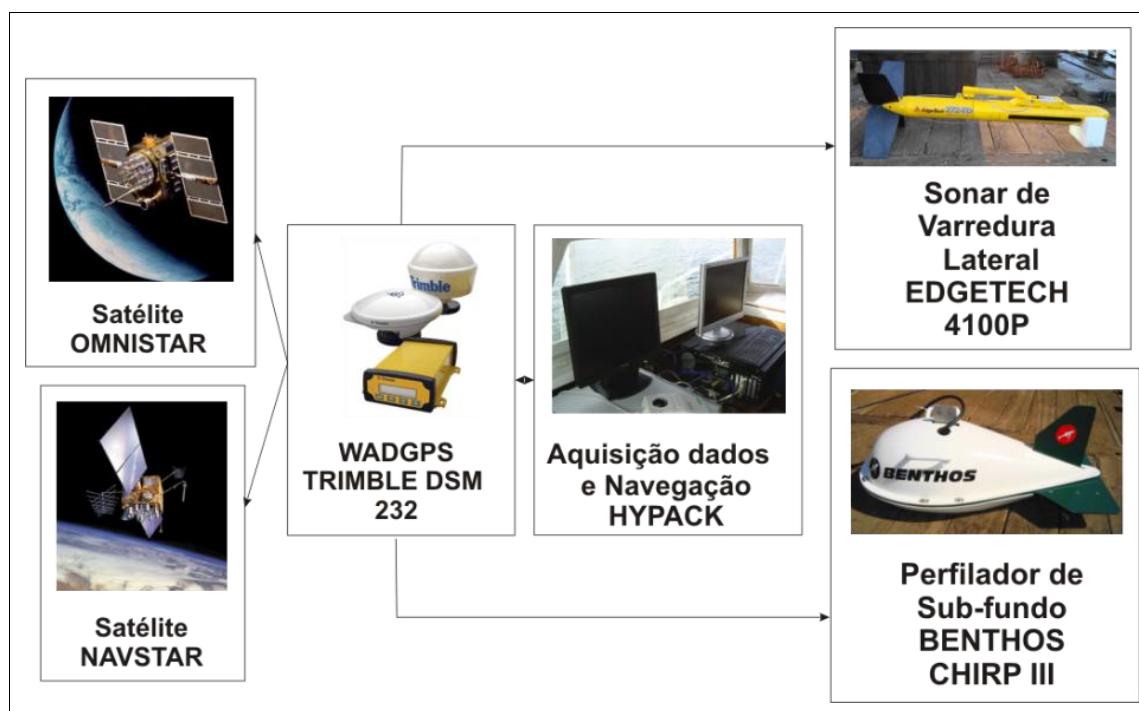 Satélite
OMNISTAR
Satélite
NAVSTAR
Trimble
WADGPS
TRIMBLE DSM
232
Aquisição dados
e Navegação
HYPACK
EdgeTech
Sonar de
Varredura
Lateral
EDGETECH
4100P
BENTHOS
Perfilador de
Sub-fundo
BENTHOS
CHIRP III